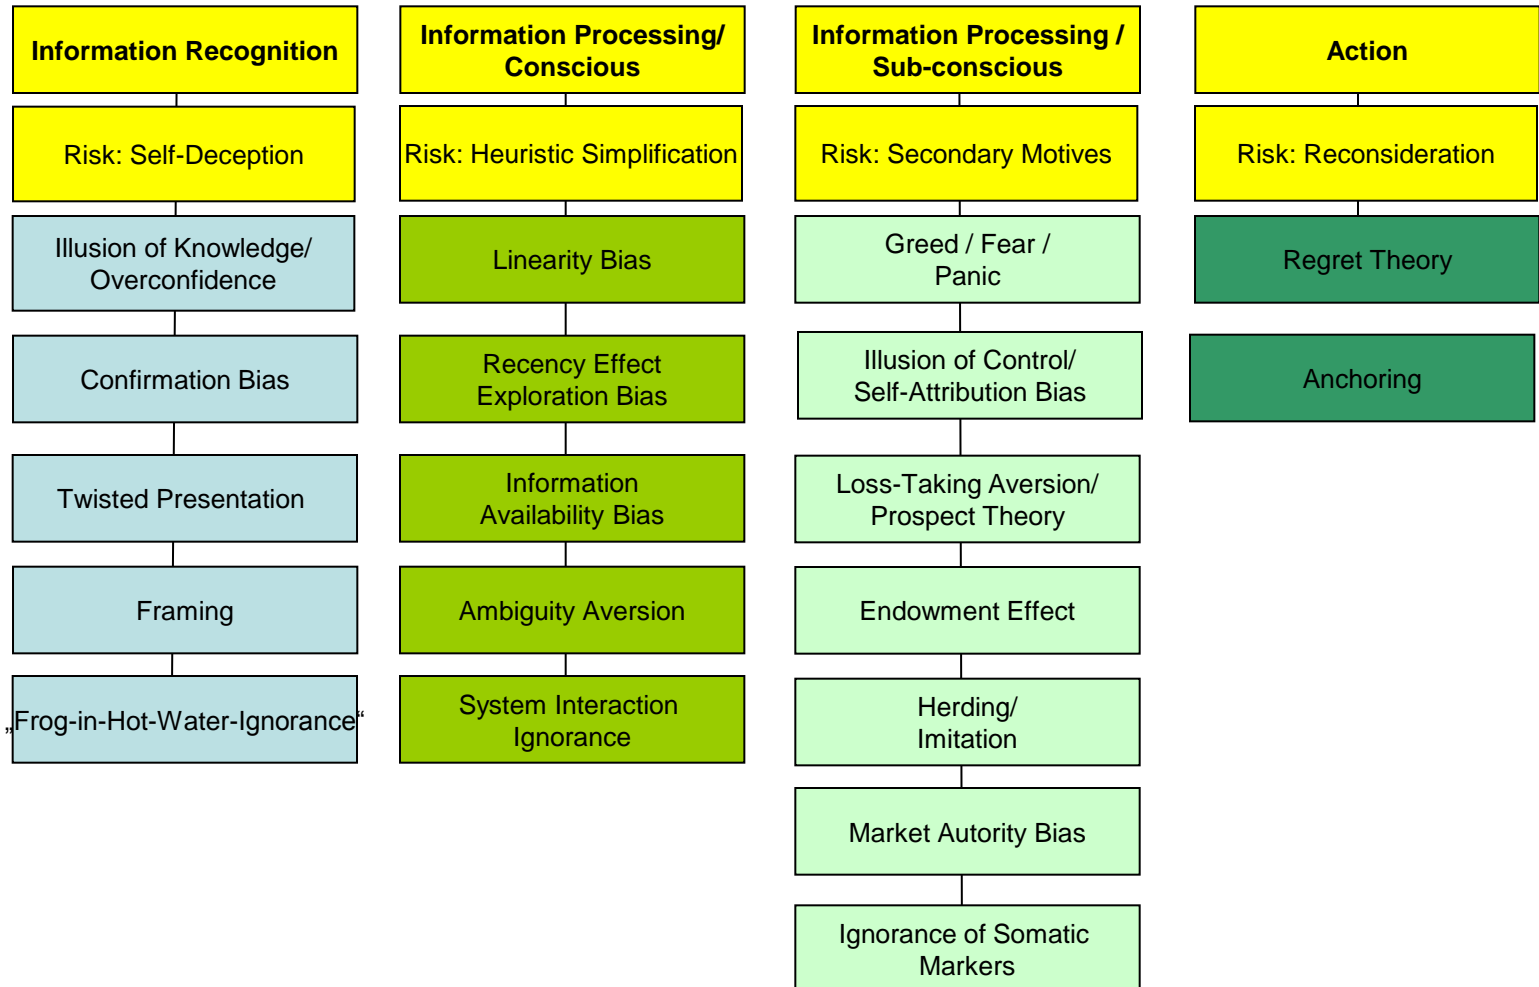 Information Recognition
Risk: Self-Deception
Illusion of Knowledge/
Overconfidence
Confirmation Bias
Twisted Presentation
Framing
„Frog-in-Hot-Water-Ignorance“
Information Processing/
Conscious
Risk: Heuristic Simplification
Linearity Bias
Recency Effect
Exploration Bias
Information
Availability Bias
Ambiguity Aversion
System Interaction
Ignorance
Information Processing /
Sub-conscious
Risk: Secondary Motives
Greed / Fear /
Panic
Illusion of Control/
Self-Attribution Bias
Loss-Taking Aversion/
Prospect Theory
Endowment Effect
Herding/
Imitation
Market Autority Bias
Ignorance of Somatic
Markers
Action
Risk: Reconsideration
Regret Theory
Anchoring